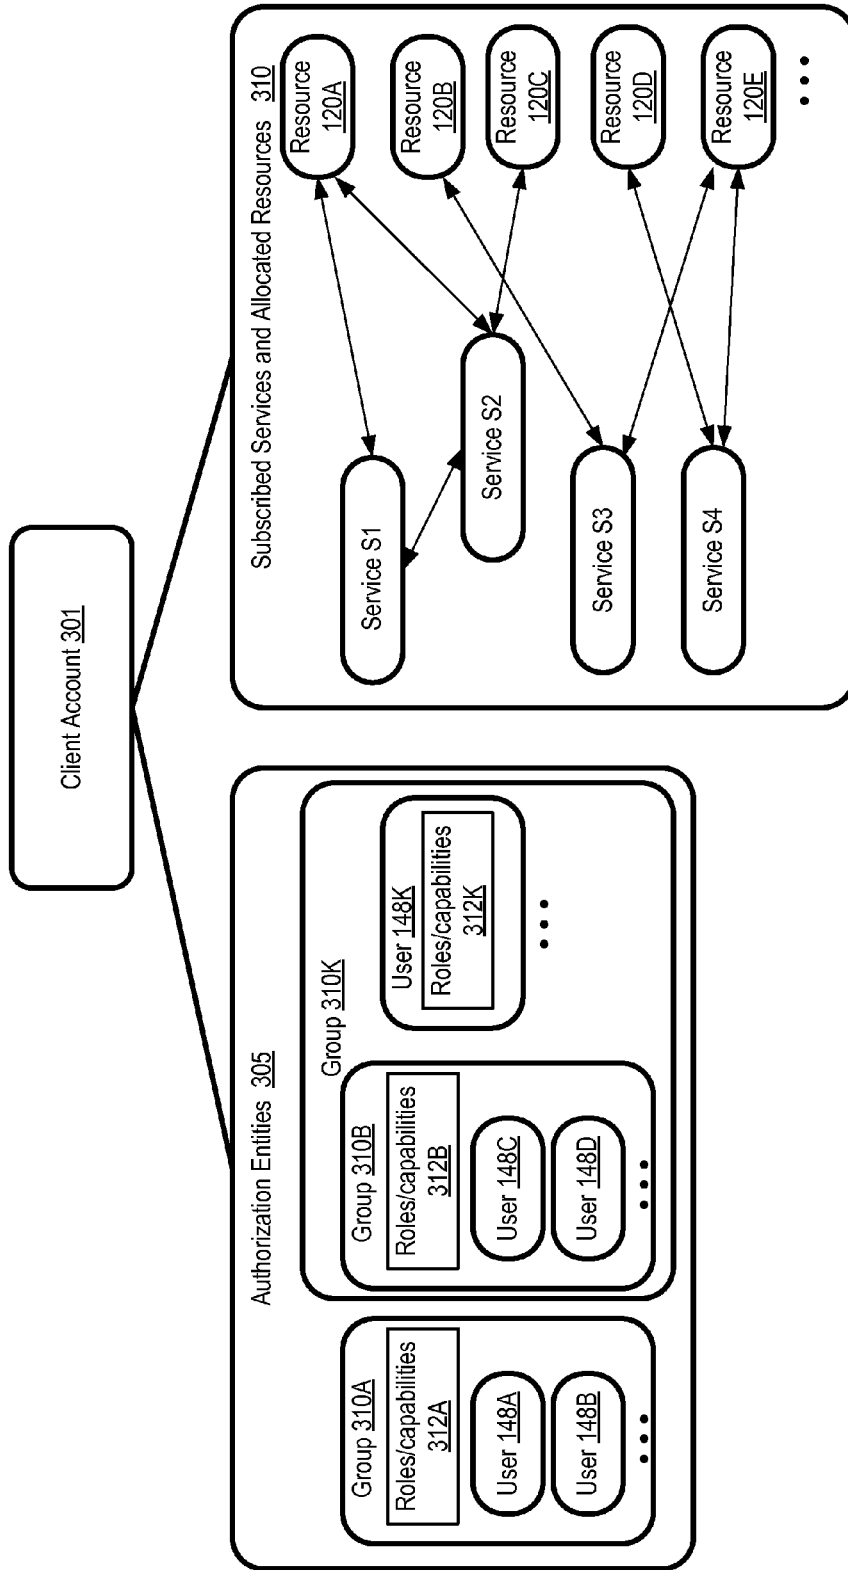 Client Account 301
Authorization Entities 305
Group 310A
Roles/capabilities
312A
User 148A
User 148B
Group 310K
Group 310B
Roles/capabilities
312B
User 148C
User 148D
User 148K
Roles/capabilities
312K
Subscribed Services and Allocated Resources 310
Service S1
Service S2
Service S3
Service S4
Resource
120A
Resource
120B
Resource
120C
Resource
120D
Resource
120E